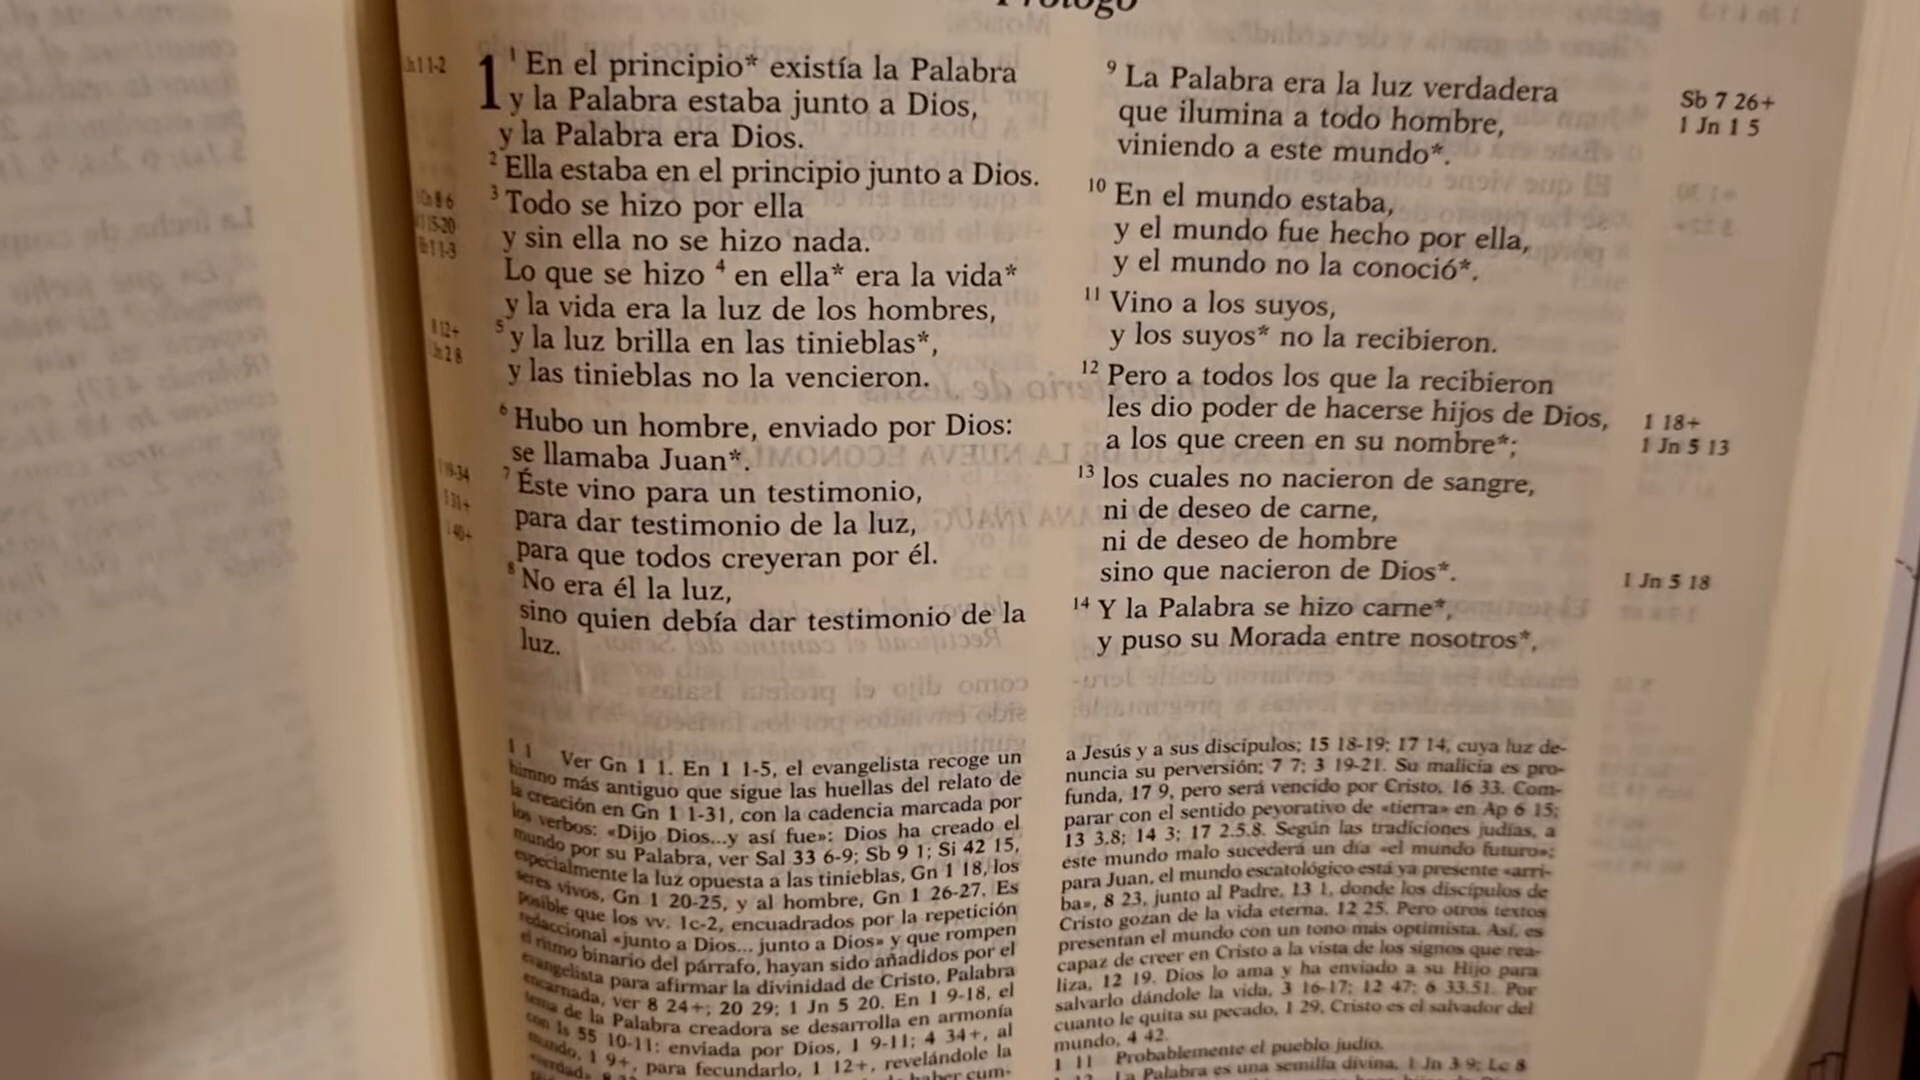 Prólogo
1 ¹ En el principio* existía la Palabra
y la Palabra estaba junto a Dios,
y la Palabra era Dios.
² Ella estaba en el principio junto a Dios.
³ Todo se hizo por ella
y sin ella no se hizo nada.
Lo que se hizo ⁴ en ella* era la vida*
y la vida era la luz de los hombres,
⁵ y la luz brilla en las tinieblas*,
y las tinieblas no la vencieron.
⁶ Hubo un hombre, enviado por Dios:
se llamaba Juan*.
⁷ Éste vino para un testimonio,
para dar testimonio de la luz,
para que todos creyeran por él.
⁸ No era él la luz,
sino quien debía dar testimonio de la
luz.
⁹ La Palabra era la luz verdadera
que ilumina a todo hombre,
viniendo a este mundo*.
Sb 7 26+
1 Jn 1 5
¹⁰ En el mundo estaba,
y el mundo fue hecho por ella,
y el mundo no la conoció*.
¹¹ Vino a los suyos,
y los suyos* no la recibieron.
¹² Pero a todos los que la recibieron
les dio poder de hacerse hijos de Dios,
a los que creen en su nombre*;
1 18+
1 Jn 5 13
¹³ los cuales no nacieron de sangre,
ni de deseo de carne,
ni de deseo de hombre
sino que nacieron de Dios*.
1 Jn 5 18
¹⁴ Y la Palabra se hizo carne*,
y puso su Morada entre nosotros*,
1 1 Ver Gn 1 1. En 1 1-5, el evangelista recoge un
himno más antiguo que sigue las huellas del relato de
la creación en Gn 1 1-31, con la cadencia marcada por
los verbos: «Dijo Dios...y así fue»: Dios ha creado el
mundo por su Palabra, ver Sal 33 6-9; Sb 9 1; Si 42 15,
especialmente la luz opuesta a las tinieblas, Gn 1 18, los
seres vivos, Gn 1 20-25, y al hombre, Gn 1 26-27. Es
posible que los vv. 1c-2, encuadrados por la repetición
redaccional «junto a Dios... junto a Dios» y que rompen
el ritmo binario del párrafo, hayan sido añadidos por el
evangelista para afirmar la divinidad de Cristo, Palabra
encarnada, ver 8 24+; 20 29; 1 Jn 5 20. En 1 9-18, el
tema de la Palabra creadora se desarrolla en armonía
con Is 55 10-11: enviada por Dios, 1 9-11; 4 34+, al
mundo, 1 9+, para fecundarlo, 1 12+, revelándole la
a Jesús y a sus discípulos; 15 18-19; 17 14, cuya luz de-
nuncia su perversión; 7 7; 3 19-21. Su malicia es pro-
funda, 17 9, pero será vencido por Cristo, 16 33. Com-
parar con el sentido peyorativo de «tierra» en Ap 6 15;
13 3.8; 14 3; 17 2.5.8. Según las tradiciones judías, a
este mundo malo sucederá un día «el mundo futuro»;
para Juan, el mundo escatológico está ya presente «arri-
ba», 8 23, junto al Padre, 13 1, donde los discípulos de
Cristo gozan de la vida eterna, 12 25. Pero otros textos
presentan el mundo con un tono más optimista. Así, es
capaz de creer en Cristo a la vista de los signos que rea-
liza, 12 19. Dios lo ama y ha enviado a su Hijo para
salvarlo dándole la vida, 3 16-17; 12 47; 6 33.51. Por
cuanto le quita su pecado, 1 29, Cristo es el salvador del
mundo, 4 42.
1 11 Probablemente el pueblo judío.
La Palabra es una semilla divina, 1 Jn 3 9; Lc 8